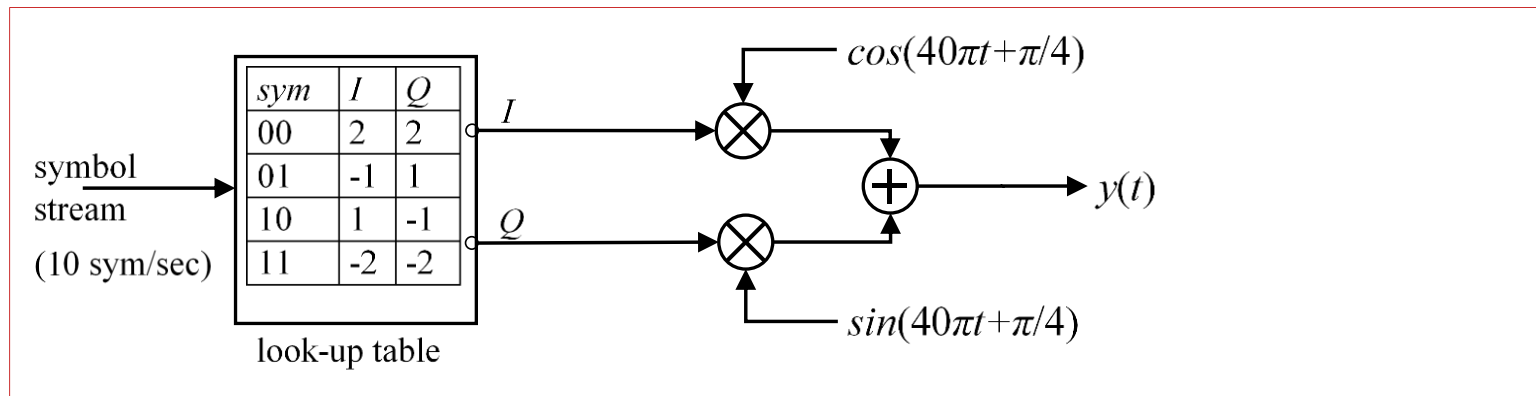 cos(40πt+π/4)
sym I Q
00 2 2
01 -1 1
10 1 -1
11 -2 -2
I
Q
symbol
stream
(10 sym/sec)
look-up table
y(t)
sin(40πt+π/4)